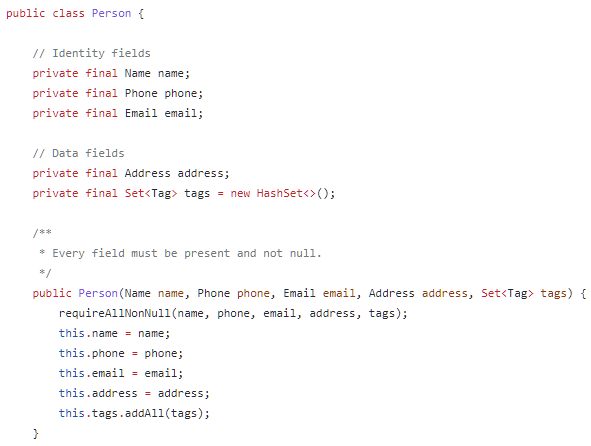 public class Person {
    // Identity fields
    private final Name name;
    private final Phone phone;
    private final Email email;
    // Data fields
    private final Address address;
    private final Set<Tag> tags = new HashSet<>();
    /**
     * Every field must be present and not null.
     */
    public Person(Name name, Phone phone, Email email, Address address, Set<Tag> tags) {
        requireAllNonNull(name, phone, email, address, tags);
        this.name = name;
        this.phone = phone;
        this.email = email;
        this.address = address;
        this.tags.addAll(tags);
    }